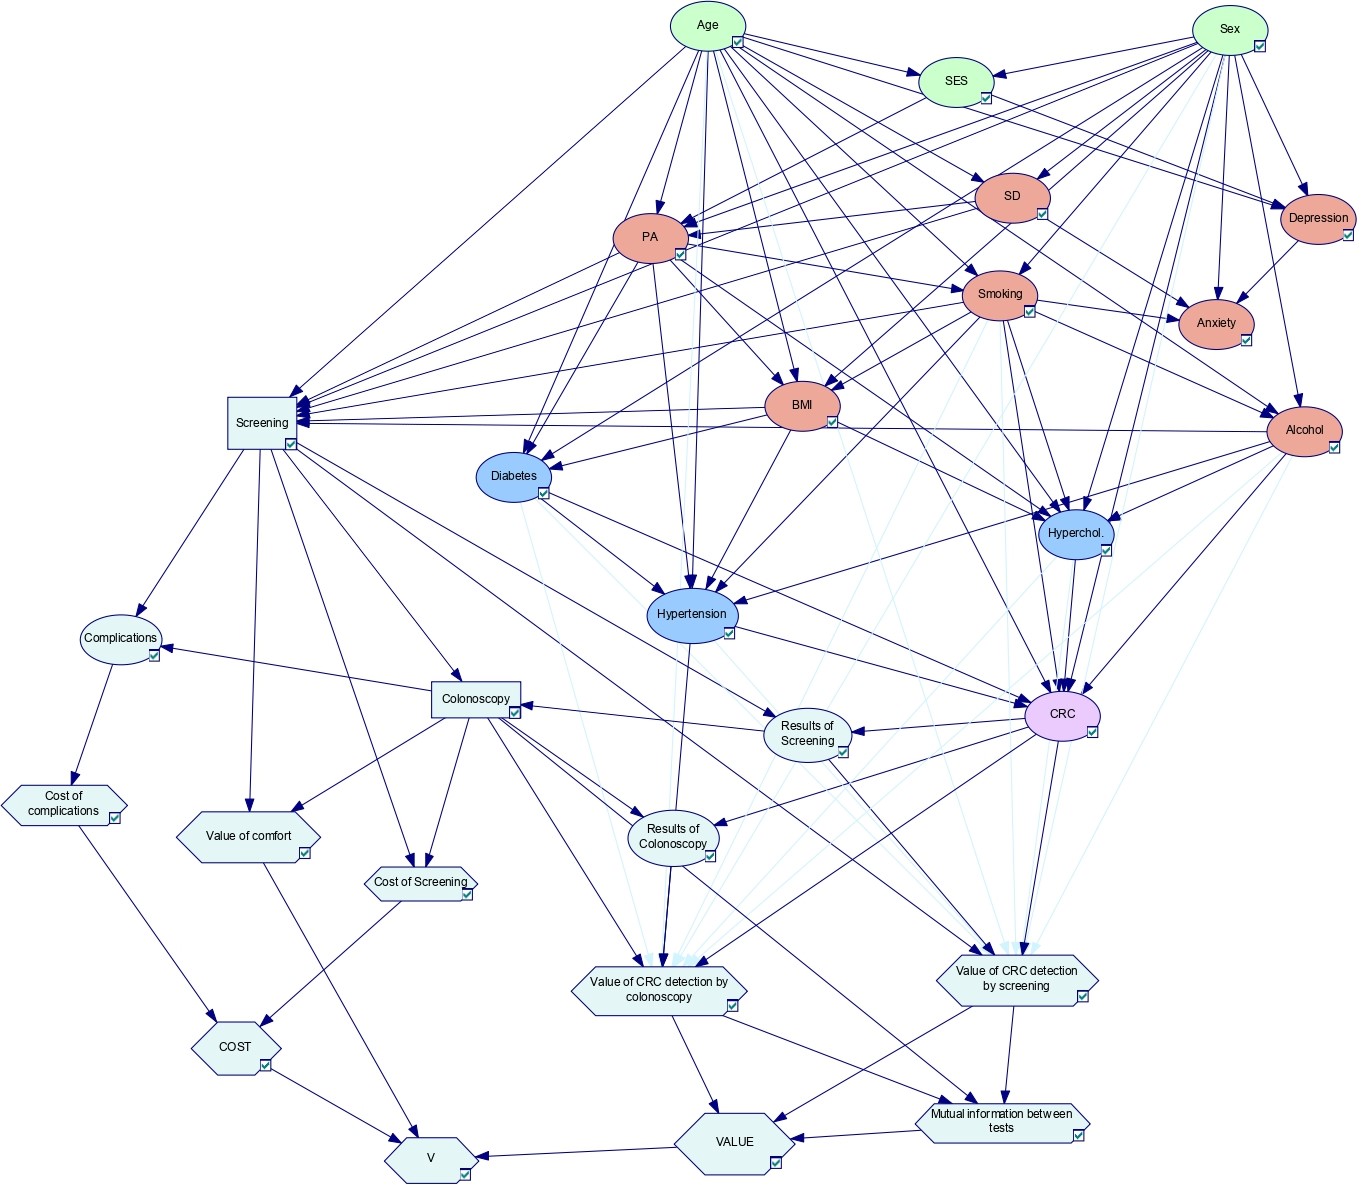 Age
Sex
SES
SD
Depression
PA
Smoking
Anxiety
BMI
Screening
Alcohol
Diabetes
Hyperchol.
Hypertension
Complications
Colonoscopy
CRC
Results of
Screening
Cost of
complications
Value of comfort
Results of
Colonoscopy
Cost of Screening
Value of CRC detection by
colonoscopy
Value of CRC detection
by screening
COST
Mutual information between
tests
VALUE
V